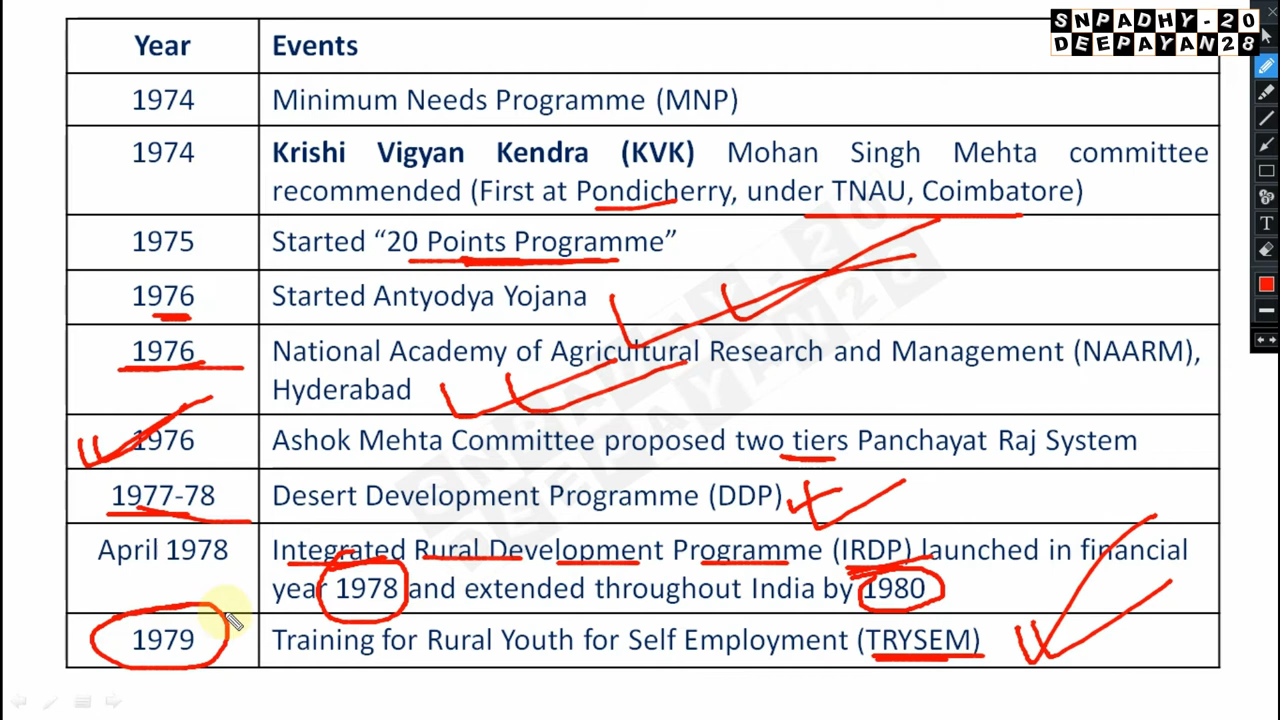 SNPADHY-20
DEEPAYAN28
Year Events
1974 Minimum Needs Programme (MNP)
1974 Krishi Vigyan Kendra (KVK) Mohan Singh Mehta committee
recommended (First at Pondicherry, under TNAU, Coimbatore)
1975 Started “20 Points Programme”
1976 Started Antyodya Yojana
1976 National Academy of Agricultural Research and Management (NAARM),
Hyderabad
1976 Ashok Mehta Committee proposed two tiers Panchayat Raj System
1977-78 Desert Development Programme (DDP)
April 1978 Integrated Rural Development Programme (IRDP) launched in financial
year 1978 and extended throughout India by 1980
1979 Training for Rural Youth for Self Employment (TRYSEM)